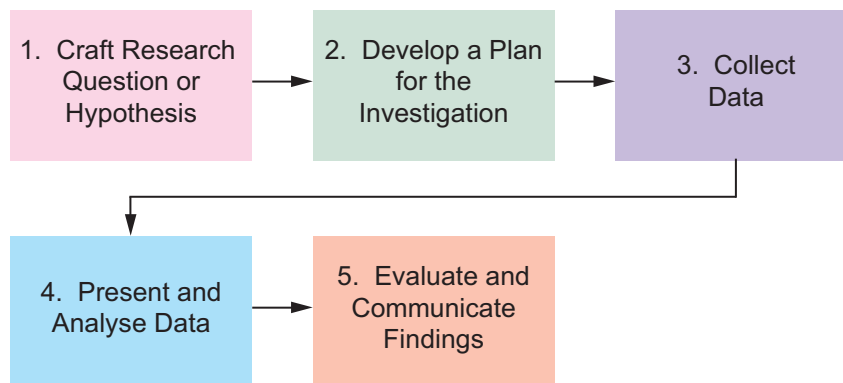 1. Craft Research
Question or
Hypothesis
2. Develop a Plan
for the
Investigation
3. Collect
Data
4. Present and
Analyse Data
5. Evaluate and
Communicate
Findings